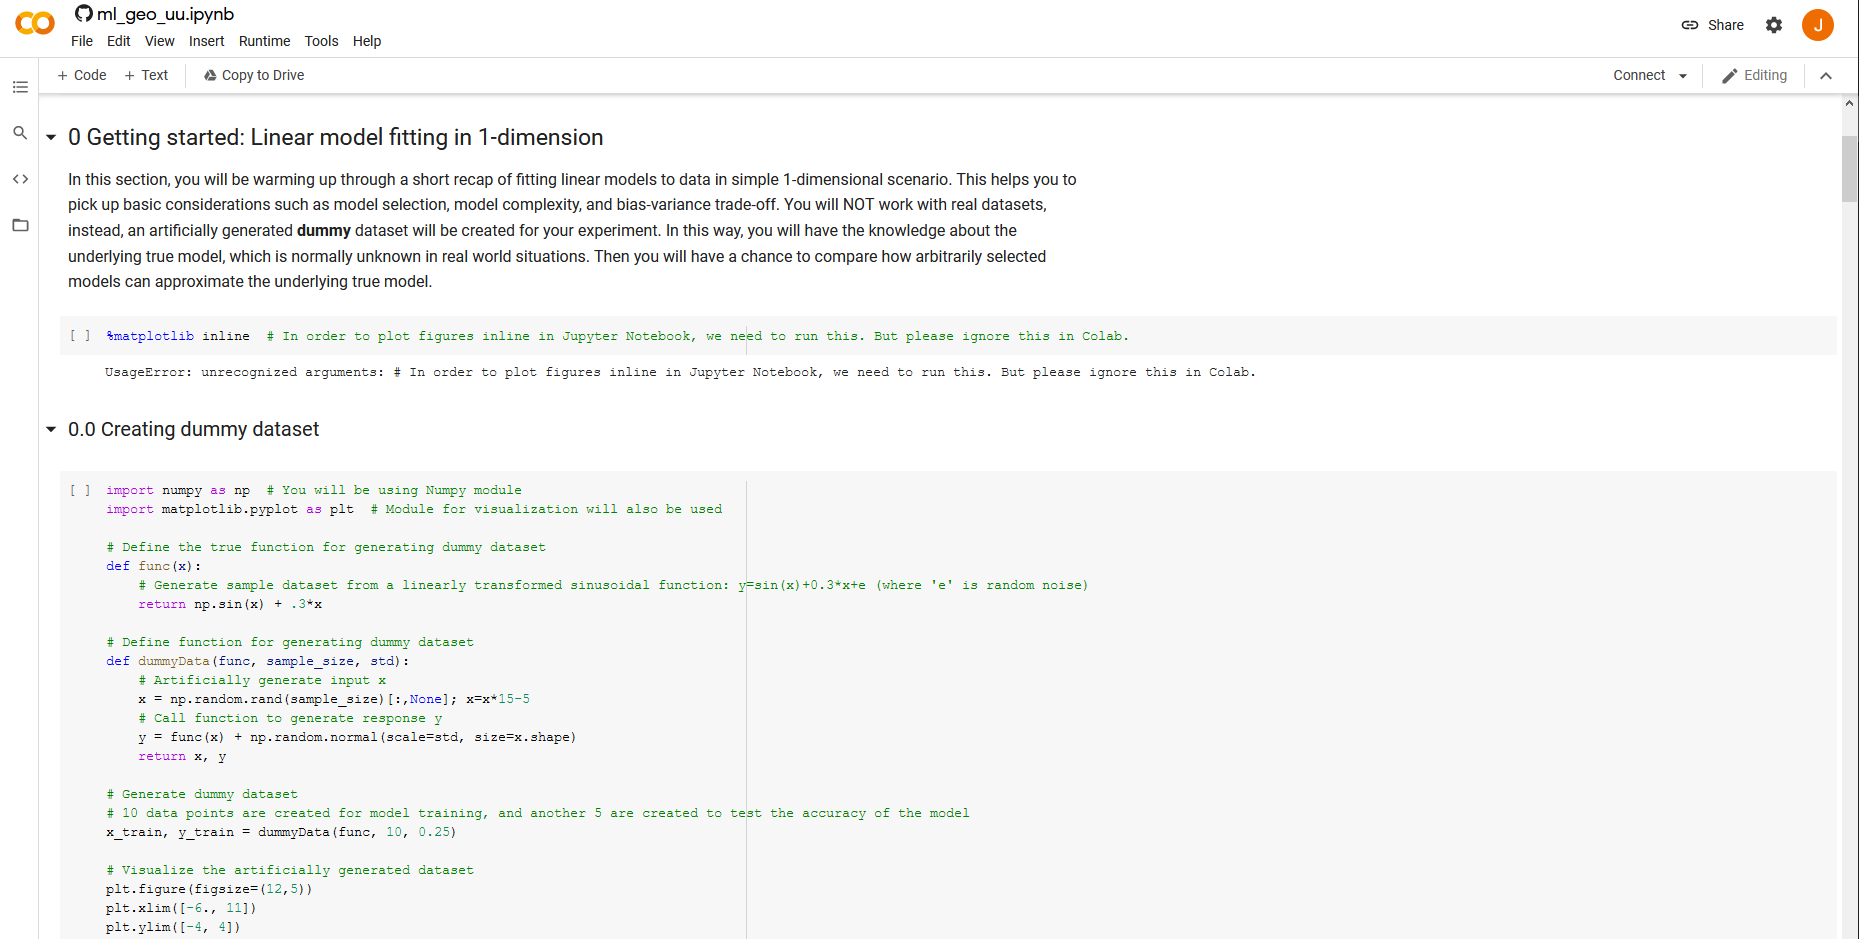 ml_geo_uu.ipynb
File Edit View Insert Runtime Tools Help
Share
J
+ Code + Text Copy to Drive
Connect Editing
0 Getting started: Linear model fitting in 1-dimension
In this section, you will be warming up through a short recap of fitting linear models to data in simple 1-dimensional scenario. This helps you to
pick up basic considerations such as model selection, model complexity, and bias-variance trade-off. You will NOT work with real datasets,
instead, an artificially generated dummy dataset will be created for your experiment. In this way, you will have the knowledge about the
underlying true model, which is normally unknown in real world situations. Then you will have a chance to compare how arbitrarily selected
models can approximate the underlying true model.
[ ] %matplotlib inline  # In order to plot figures inline in Jupyter Notebook, we need to run this. But please ignore this in Colab.
UsageError: unrecognized arguments: # In order to plot figures inline in Jupyter Notebook, we need to run this. But please ignore this in Colab.
0.0 Creating dummy dataset
[ ] import numpy as np  # You will be using Numpy module
import matplotlib.pyplot as plt  # Module for visualization will also be used
# Define the true function for generating dummy dataset
def func(x):
# Generate sample dataset from a linearly transformed sinusoidal function: y=sin(x)+0.3*x+e (where 'e' is random noise)
return np.sin(x) + .3*x
# Define function for generating dummy dataset
def dummyData(func, sample_size, std):
# Artificially generate input x
x = np.random.rand(sample_size)[:,None]; x=x*15-5
# Call function to generate response y
y = func(x) + np.random.normal(scale=std, size=x.shape)
return x, y
# Generate dummy dataset
# 10 data points are created for model training, and another 5 are created to test the accuracy of the model
x_train, y_train = dummyData(func, 10, 0.25)
# Visualize the artificially generated dataset
plt.figure(figsize=(12,5))
plt.xlim([-6., 11])
plt.ylim([-4, 4])